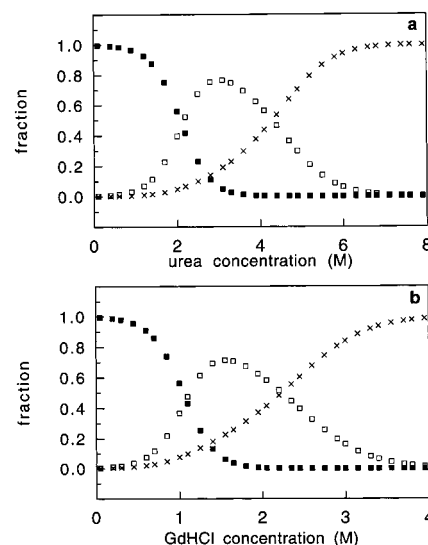 a
1.0
0.8
0.6
0.4
0.2
0.0
fraction
0 2 4 6 8
urea concentration (M)
b
1.0
0.8
0.6
0.4
0.2
0.0
fraction
0 1 2 3 4
GdHCl concentration (M)